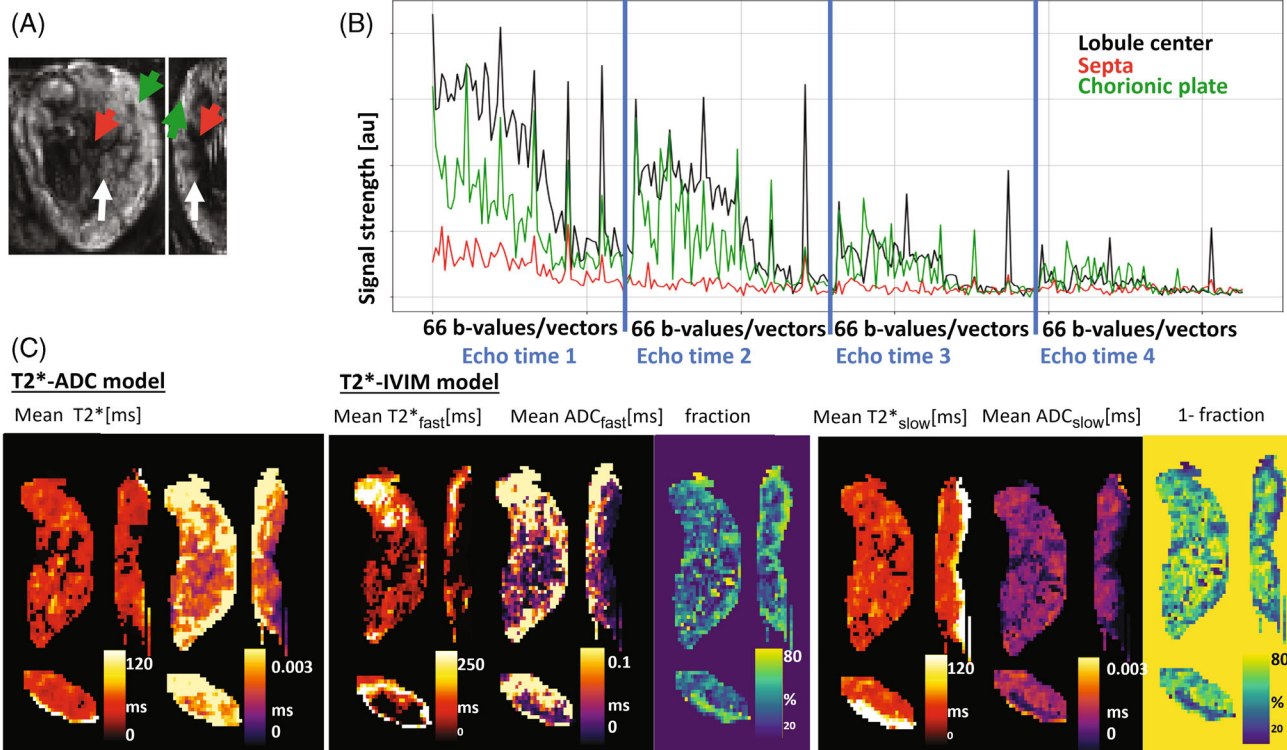 (A)
(B)
Lobule center
Septa
Chorionic plate
Signal strength [au]
66 b-values/vectors 66 b-values/vectors 66 b-values/vectors 66 b-values/vectors
Echo time 1 Echo time 2 Echo time 3 Echo time 4
(C)
T2*-ADC model T2*-IVIM model
Mean T2*[ms] Mean T2*fast[ms] Mean ADCfast[ms] fraction Mean T2*slow[ms] Mean ADCslow[ms] 1- fraction
120 0.003 250 0.1 80 120 0.003 80
ms ms ms ms % ms ms %
0 0 0 0 20 0 0 20